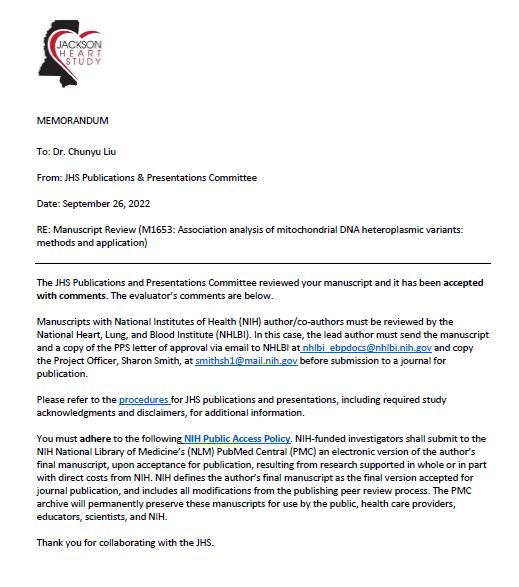 JACKSON
HEART
STUDY
MEMORANDUM
To: Dr. Chunyu Liu
From: JHS Publications & Presentations Committee
Date: September 26, 2022
RE: Manuscript Review (M1653: Association analysis of mitochondrial DNA heteroplasmic variants:
methods and application)
The JHS Publications and Presentations Committee reviewed your manuscript and it has been accepted
with comments. The evaluator's comments are below.
Manuscripts with National Institutes of Health (NIH) author/co-authors must be reviewed by the
National Heart, Lung, and Blood Institute (NHLBI). In this case, the lead author must send the manuscript
and a copy of the PPS letter of approval via email to NHLBI at nhlbi_ebpdocs@nhlbi.nih.gov and copy
the Project Officer, Sharon Smith, at smithsh1@mail.nih.gov before submission to a journal for
publication.
Please refer to the procedures for JHS publications and presentations, including required study
acknowledgments and disclaimers, for additional information.
You must adhere to the following NIH Public Access Policy. NIH-funded investigators shall submit to the
NIH National Library of Medicine's (NLM) PubMed Central (PMC) an electronic version of the author's
final manuscript, upon acceptance for publication, resulting from research supported in whole or in part
with direct costs from NIH. NIH defines the author's final manuscript as the final version accepted for
journal publication, and includes all modifications from the publishing peer review process. The PMC
archive will permanently preserve these manuscripts for use by the public, health care providers,
educators, scientists, and NIH.
Thank you for collaborating with the JHS.